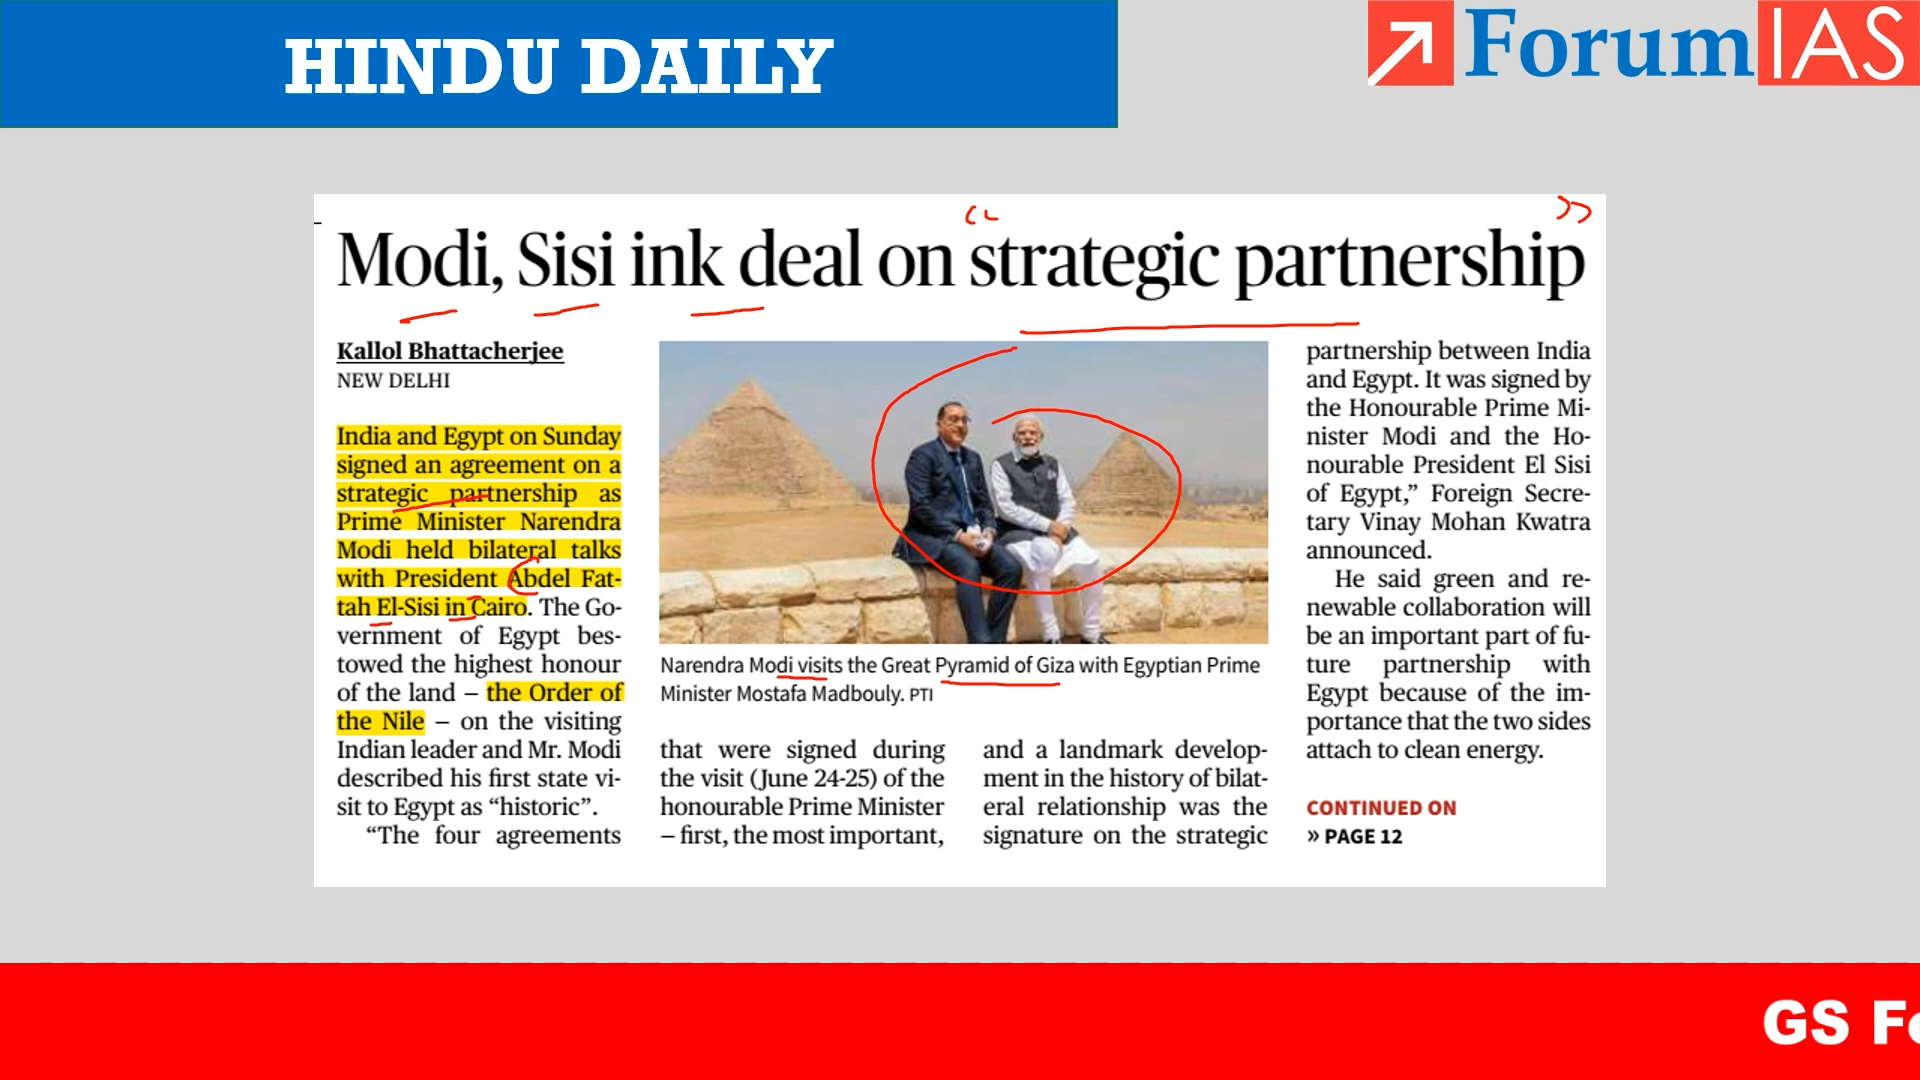 HINDU DAILY
Forum IAS
Modi, Sisi ink deal on strategic partnership
Kallol Bhattacherjee
NEW DELHI
India and Egypt on Sunday
signed an agreement on a
strategic partnership as
Prime Minister Narendra
Modi held bilateral talks
with President Abdel Fat-
tah El-Sisi in Cairo. The Go-
vernment of Egypt bes-
towed the highest honour
of the land – the Order of
the Nile – on the visiting
Indian leader and Mr. Modi
described his first state vi-
sit to Egypt as “historic”.
“The four agreements
Narendra Modi visits the Great Pyramid of Giza with Egyptian Prime
Minister Mostafa Madbouly. PTI
that were signed during
the visit (June 24-25) of the
honourable Prime Minister
– first, the most important,
and a landmark develop-
ment in the history of bilat-
eral relationship was the
signature on the strategic
partnership between India
and Egypt. It was signed by
the Honourable Prime Mi-
nister Modi and the Ho-
nourable President El Sisi
of Egypt,” Foreign Secre-
tary Vinay Mohan Kwatra
announced.
He said green and re-
newable collaboration will
be an important part of fu-
ture partnership with
Egypt because of the im-
portance that the two sides
attach to clean energy.
CONTINUED ON
» PAGE 12
GS